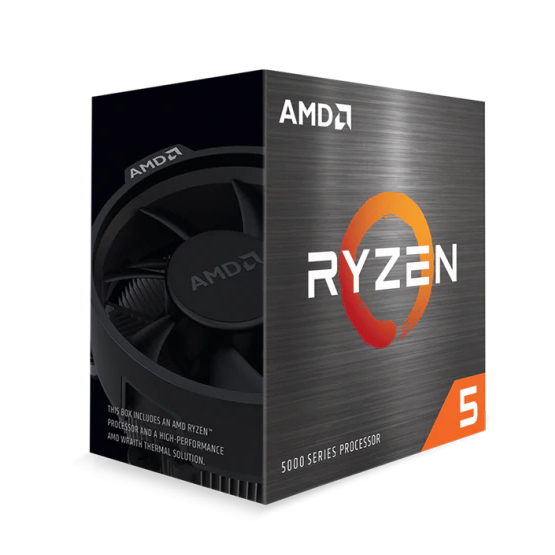 AMD
AMD
AMD
RYZEN
5
5000 SERIES PROCESSOR
THIS BOX INCLUDES AN AMD RYZEN™
PROCESSOR AND A HIGH-PERFORMANCE
AMD WRAITH THERMAL SOLUTION.